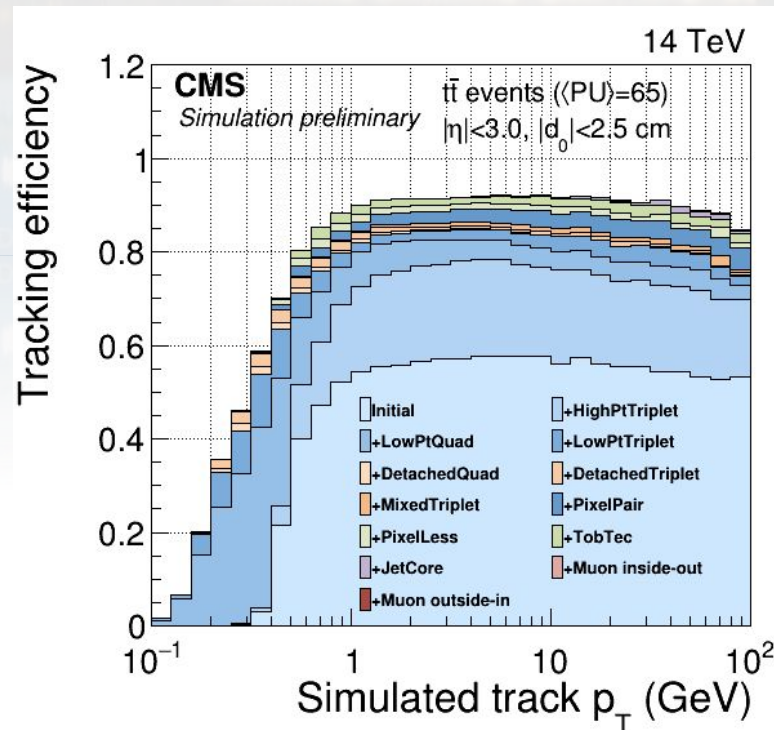 14 TeV
CMS
Simulation preliminary
tt̄ events (⟨PU⟩=65)
|η|<3.0, |d₀|<2.5 cm
Tracking efficiency
1.2
1
0.8
0.6
0.4
0.2
0
Initial
+HighPtTriplet
+LowPtQuad
+LowPtTriplet
+DetachedQuad
+DetachedTriplet
+MixedTriplet
+PixelPair
+PixelLess
+TobTec
+JetCore
+Muon inside-out
+Muon outside-in
10⁻¹
1
10
10²
Simulated track p_T (GeV)